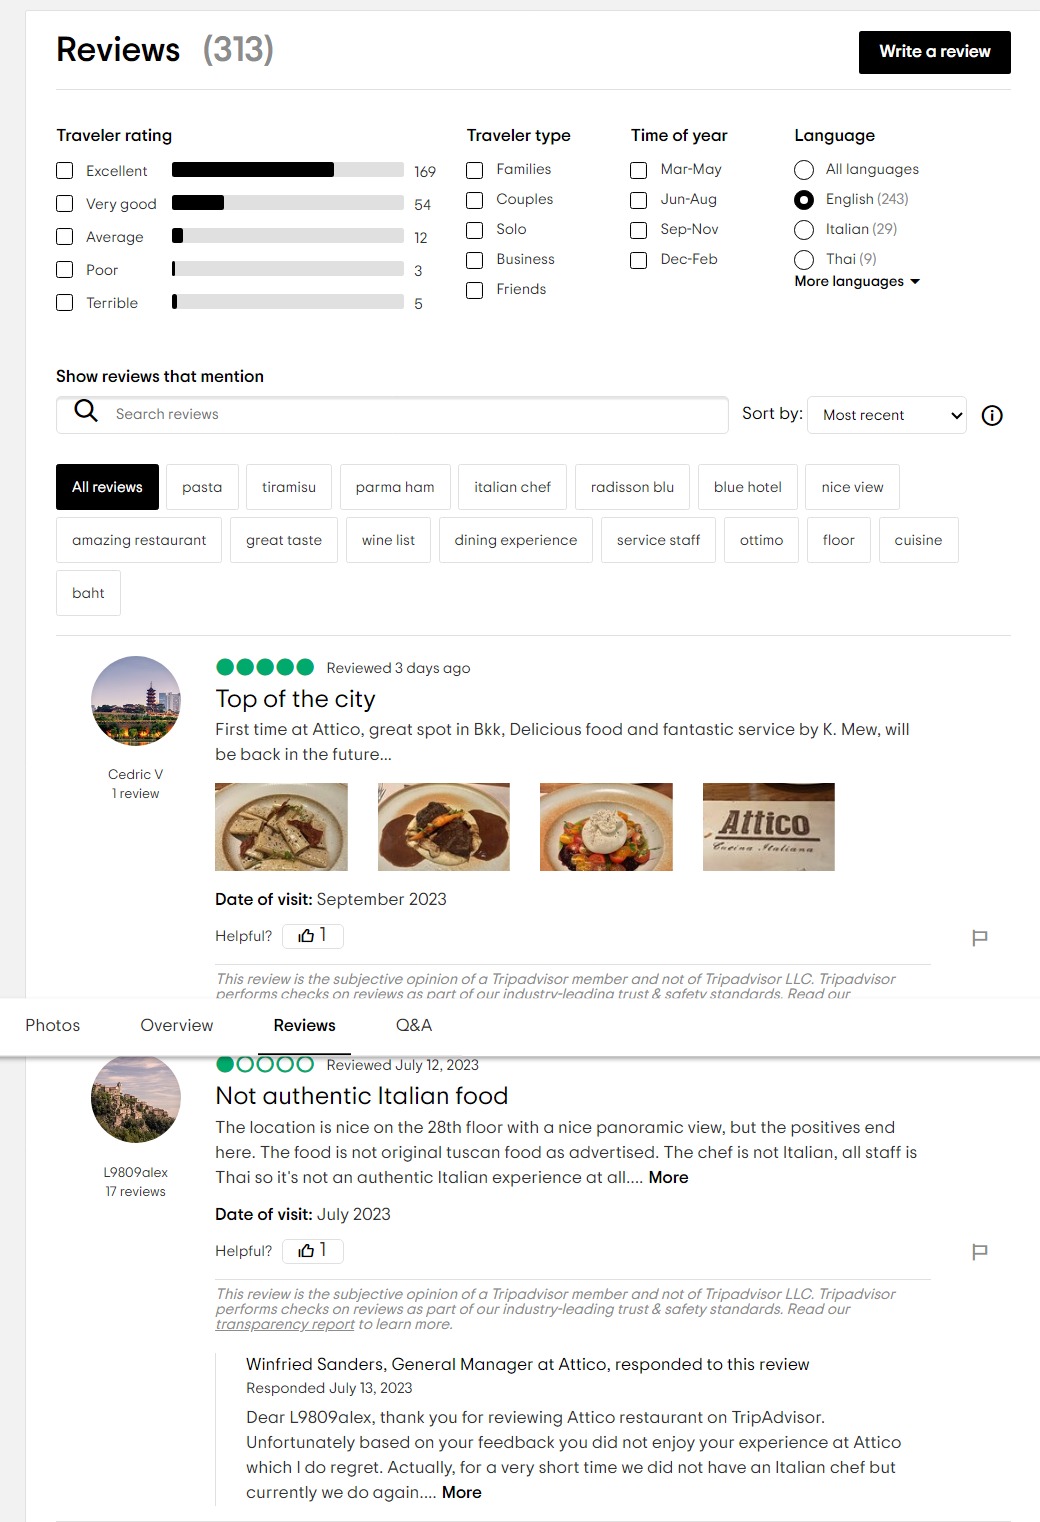 Reviews (313)
Write a review
Traveler rating
Excellent 169
Very good 54
Average 12
Poor 3
Terrible 5
Traveler type
Families
Couples
Solo
Business
Friends
Time of year
Mar-May
Jun-Aug
Sep-Nov
Dec-Feb
Language
All languages
English (243)
Italian (29)
Thai (9)
More languages
Show reviews that mention
Search reviews
Sort by: Most recent
All reviews pasta tiramisu parma ham italian chef radisson blu blue hotel nice view
amazing restaurant great taste wine list dining experience service staff ottimo floor cuisine
baht
Cedric V
1 review
Reviewed 3 days ago
Top of the city
First time at Attico, great spot in Bkk, Delicious food and fantastic service by K. Mew, will
be back in the future...
Attico
Cucina Italiana
Date of visit: September 2023
Helpful? 1
This review is the subjective opinion of a Tripadvisor member and not of Tripadvisor LLC. Tripadvisor
performs checks on reviews as part of our industry-leading trust & safety standards. Read our
Photos Overview Reviews Q&A
L9809alex
17 reviews
Reviewed July 12, 2023
Not authentic Italian food
The location is nice on the 28th floor with a nice panoramic view, but the positives end
here. The food is not original tuscan food as advertised. The chef is not Italian, all staff is
Thai so it's not an authentic Italian experience at all.... More
Date of visit: July 2023
Helpful? 1
This review is the subjective opinion of a Tripadvisor member and not of Tripadvisor LLC. Tripadvisor
performs checks on reviews as part of our industry-leading trust & safety standards. Read our
transparency report to learn more.
Winfried Sanders, General Manager at Attico, responded to this review
Responded July 13, 2023
Dear L9809alex, thank you for reviewing Attico restaurant on TripAdvisor.
Unfortunately based on your feedback you did not enjoy your experience at Attico
which I do regret. Actually, for a very short time we did not have an Italian chef but
currently we do again.... More